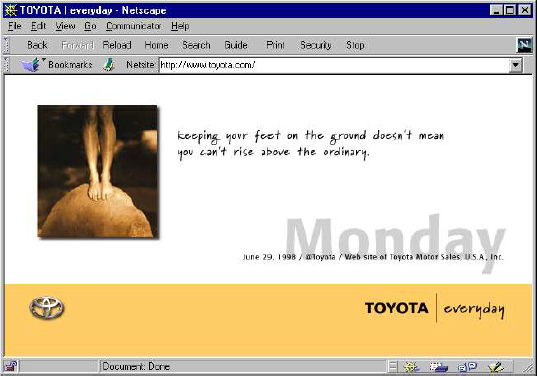 TOYOTA | everyday - Netscape
File Edit View Go Communicator Help
Back Forward Reload Home Search Guide Print Security Stop
Bookmarks Netsite: http://www.toyota.com/
keeping your feet on the ground doesn't mean
you can't rise above the ordinary.
Monday
June 29, 1998 / @Toyota / Web site of Toyota Motor Sales, U.S.A., Inc.
TOYOTA | everyday
Document: Done